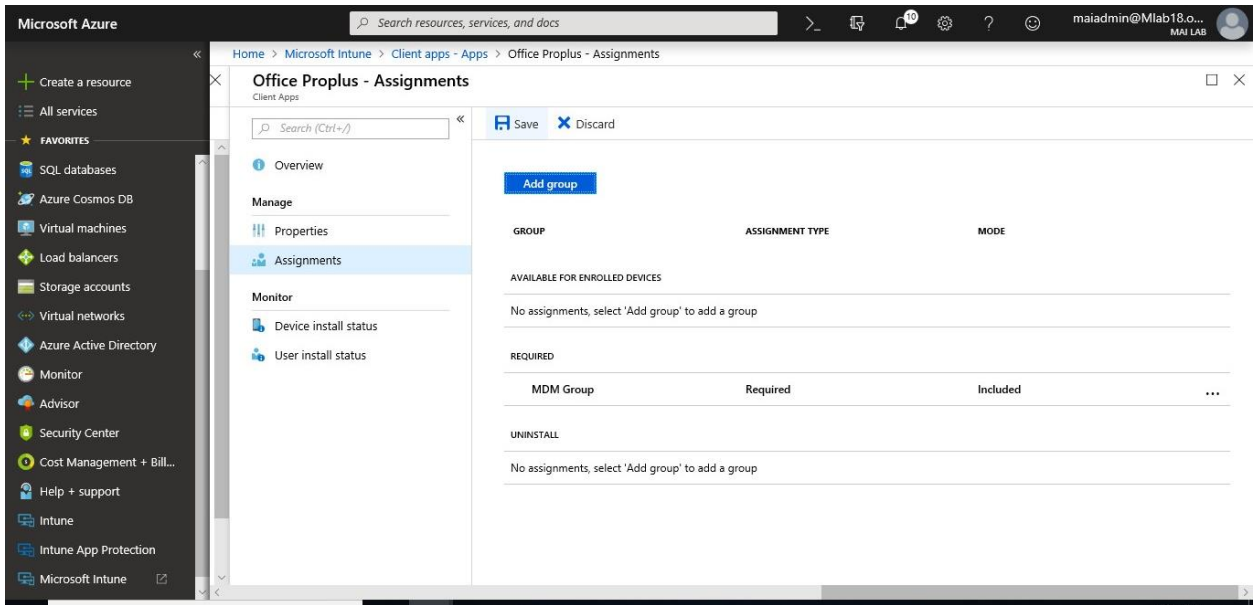 Microsoft Azure
Search resources, services, and docs
10
maiadmin@Mlab18.o...
MAI LAB
Home > Microsoft Intune > Client apps - Apps > Office Proplus - Assignments
Create a resource
All services
FAVORITES
SQL databases
Azure Cosmos DB
Virtual machines
Load balancers
Storage accounts
Virtual networks
Azure Active Directory
Monitor
Advisor
Security Center
Cost Management + Bill...
Help + support
Intune
Intune App Protection
Microsoft Intune
Office Proplus - Assignments
Client Apps
Search (Ctrl+/)
Overview
Manage
Properties
Assignments
Monitor
Device install status
User install status
Save Discard
Add group
GROUP ASSIGNMENT TYPE MODE
AVAILABLE FOR ENROLLED DEVICES
No assignments, select 'Add group' to add a group
REQUIRED
MDM Group Required Included ...
UNINSTALL
No assignments, select 'Add group' to add a group